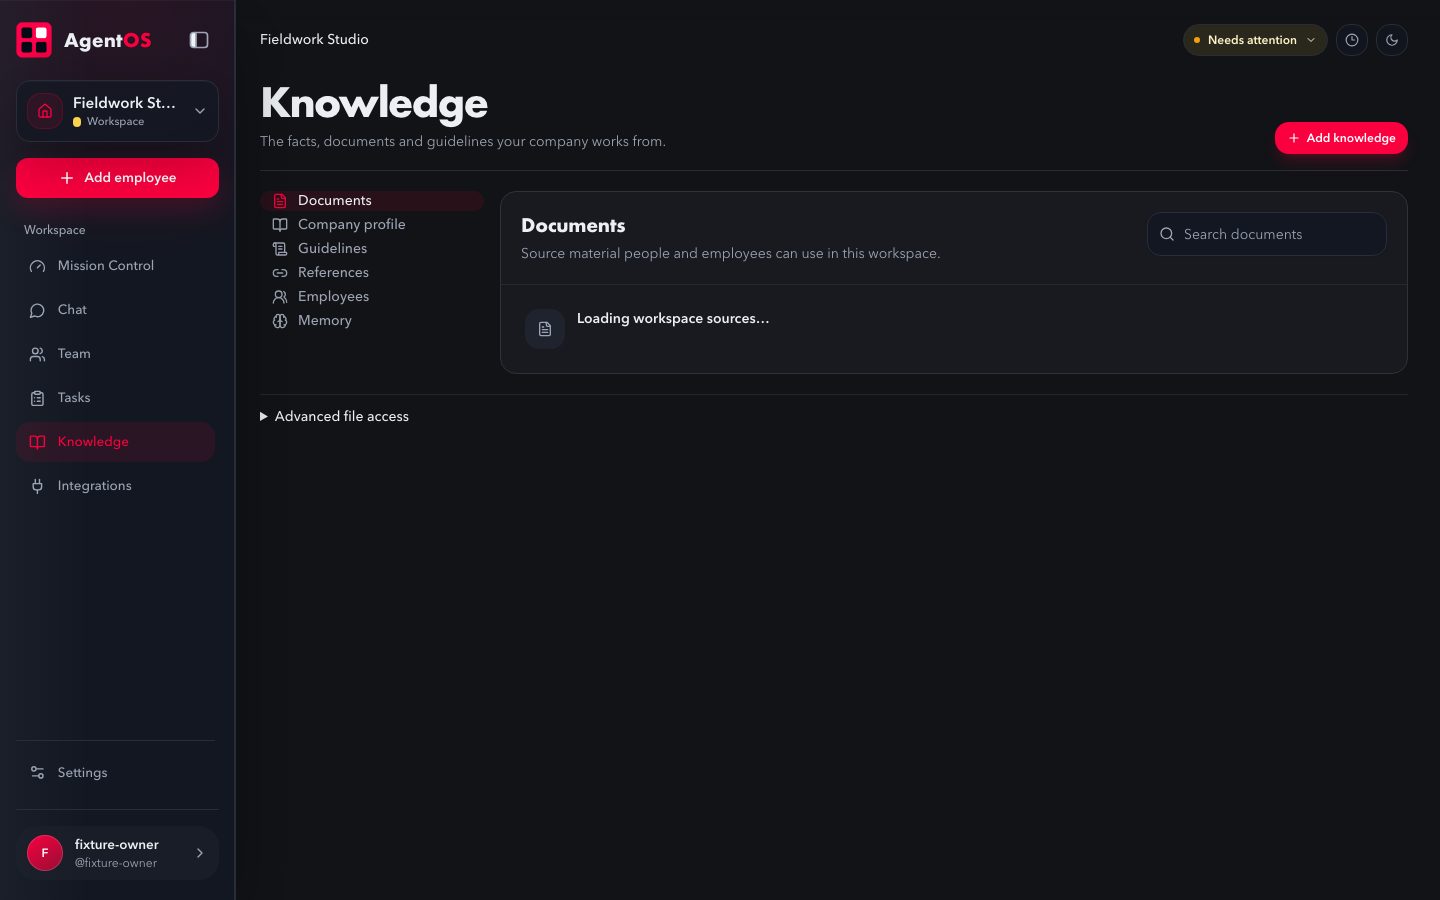 AgentOS
Fieldwork St...
Workspace
Add employee
Workspace
Mission Control
Chat
Team
Tasks
Knowledge
Integrations
Settings
F
fixture-owner
@fixture-owner
Fieldwork Studio
Needs attention
Knowledge
The facts, documents and guidelines your company works from.
Add knowledge
Documents
Company profile
Guidelines
References
Employees
Memory
Documents
Source material people and employees can use in this workspace.
Search documents
Loading workspace sources...
Advanced file access